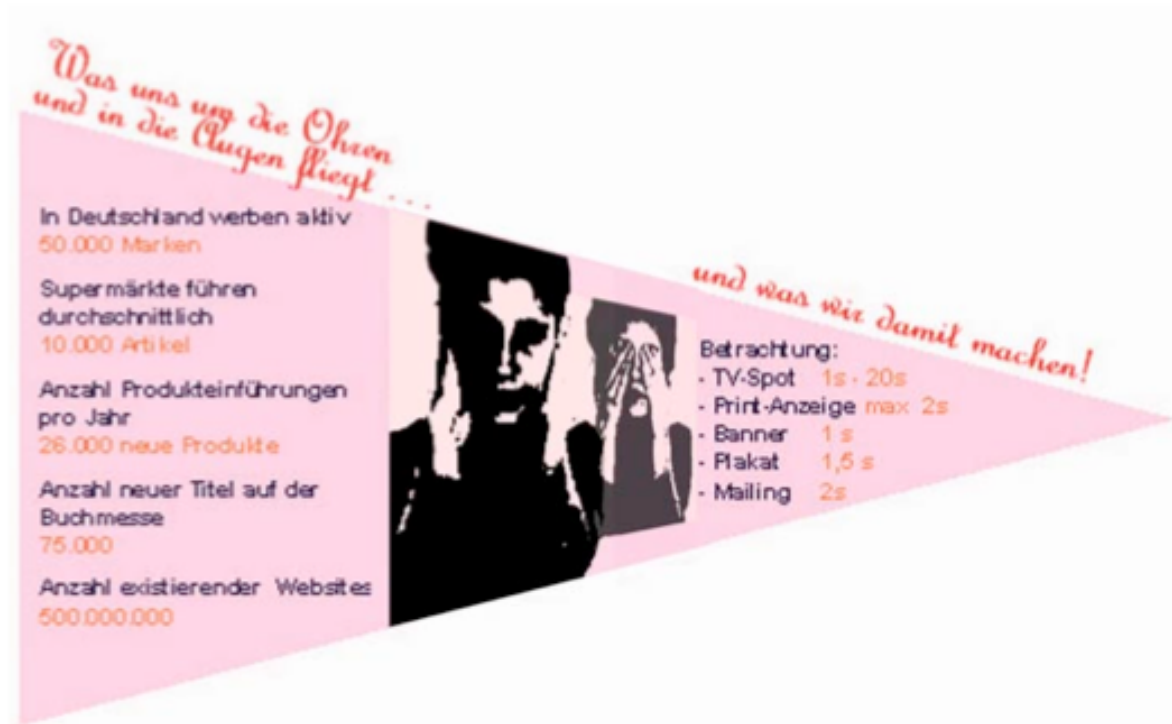 Was uns um die Ohren
und in die Augen fliegt ...
In Deutschland werben aktiv
50.000 Marken
Supermärkte führen
durchschnittlich
10.000 Artikel
Anzahl Produkteinführungen
pro Jahr
26.000 neue Produkte
Anzahl neuer Titel auf der
Buchmesse
75.000
Anzahl existierender Websites
500.000.000
und was wir damit machen!
Betrachtung:
- TV-Spot 1s - 20s
- Print-Anzeige max 2s
- Banner 1 s
- Plakat 1,5 s
- Mailing 2s